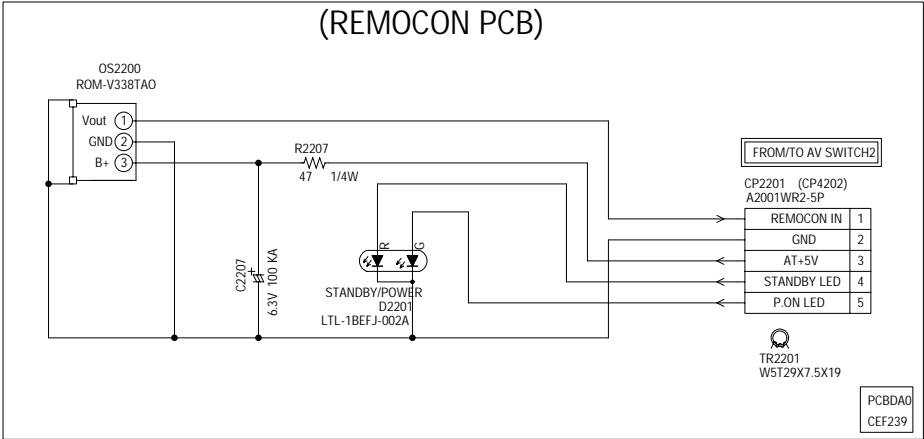 (REMOCON PCB)
OS2200
ROM-V338TAO
Vout 1
GND 2
B+ 3
R2207
47 1/4W
C2207
+
6.3V 100 KA
R
G
STANDBY/POWER
D2201
LTL-1BEFJ-002A
FROM/TO AV SWITCH2
CP2201 (CP4202)
A2001WR2-5P
REMOCON IN 1
GND 2
AT+5V 3
STANDBY LED 4
P.ON LED 5
TR2201
W5T29X7.5X19
PCBDA0
CEF239